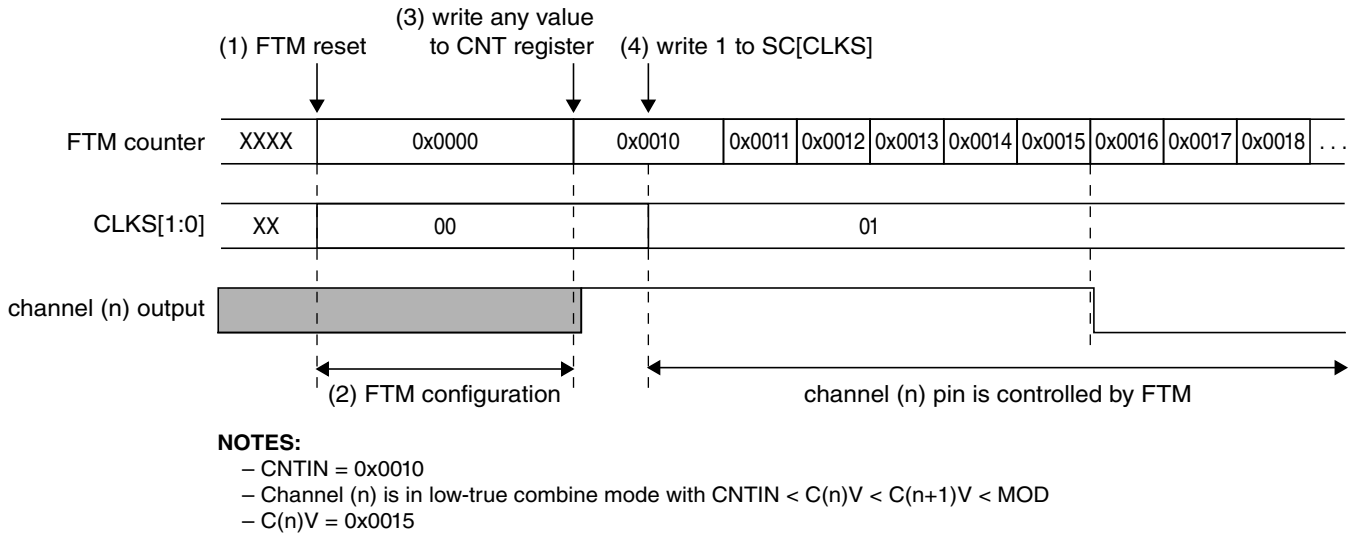 (3) write any value
(1) FTM reset to CNT register (4) write 1 to SC[CLKS]
FTM counter XXXX 0x0000 0x0010 0x0011 0x0012 0x0013 0x0014 0x0015 0x0016 0x0017 0x0018 . . .
CLKS[1:0] XX 00 01
channel (n) output
(2) FTM configuration channel (n) pin is controlled by FTM
NOTES:
– CNTIN = 0x0010
– Channel (n) is in low-true combine mode with CNTIN < C(n)V < C(n+1)V < MOD
– C(n)V = 0x0015